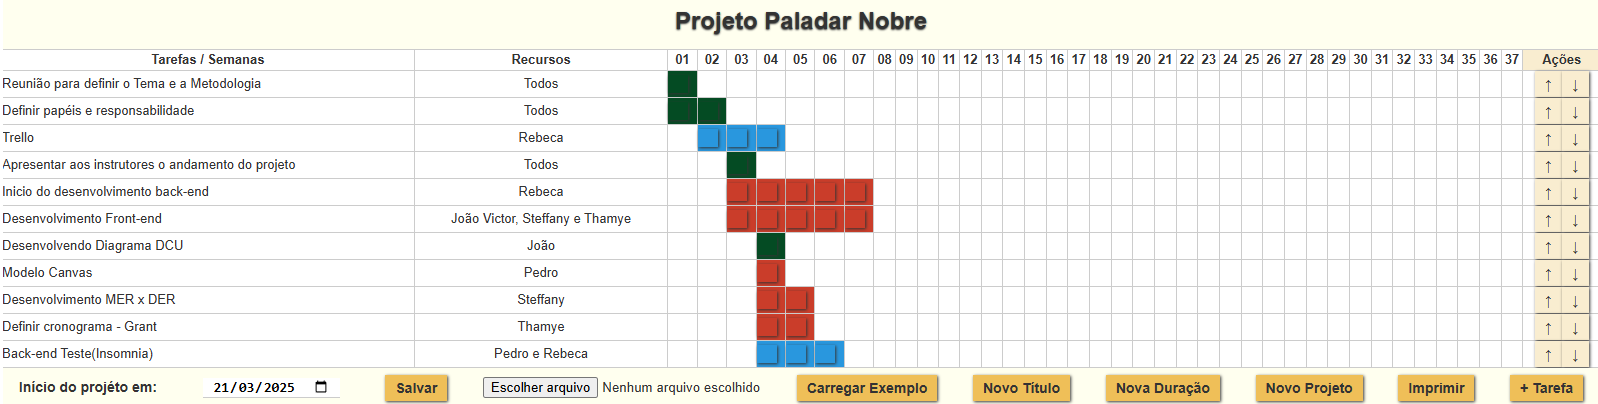 Projeto Paladar Nobre
Tarefas / Semanas Recursos 01 02 03 04 05 06 07 08 09 10 11 12 13 14 15 16 17 18 19 20 21 22 23 24 25 26 27 28 29 30 31 32 33 34 35 36 37 Ações
Reunião para definir o Tema e a Metodologia Todos ↑ ↓
Definir papéis e responsabilidade Todos ↑ ↓
Trello Rebeca ↑ ↓
Apresentar aos instrutores o andamento do projeto Todos ↑ ↓
Inicio do desenvolvimento back-end Rebeca ↑ ↓
Desenvolvimento Front-end João Victor, Steffany e Thamye ↑ ↓
Desenvolvendo Diagrama DCU João ↑ ↓
Modelo Canvas Pedro ↑ ↓
Desenvolvimento MER x DER Steffany ↑ ↓
Definir cronograma - Grant Thamye ↑ ↓
Back-end Teste(Insomnia) Pedro e Rebeca ↑ ↓
Início do projéto em: 21/03/2025 Salvar Escolher arquivo Nenhum arquivo escolhido Carregar Exemplo Novo Título Nova Duração Novo Projeto Imprimir + Tarefa